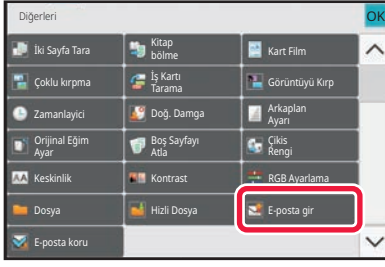 Diğerleri
OK
İki Sayfa Tara
Kitap
bölme
Kart Film
Çoklu kırpma
İş Kartı
Tarama
Görüntüyü Kırp
Zamanlayici
Doğ. Damga
Arkaplan
Ayarı
Orijinal Eğim
Ayar
Boş Sayfayı
Atla
Çikis
Rengi
AA
Keskinlik
Kontrast
RGB Ayarlama
Dosya
Hizli Dosya
E-posta gir
E-posta koru